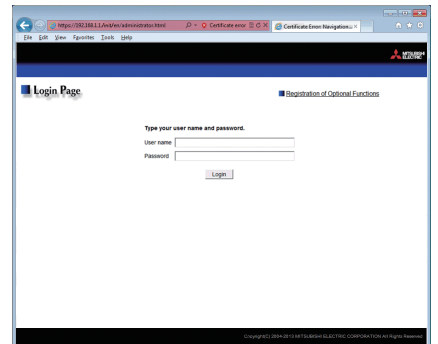 https://192.168.1.1/awit/en/administrator.html
Certificate error
Certificate Error: Navigation...
File Edit View Favorites Tools Help
MITSUBISHI
ELECTRIC
Login Page
Registration of Optional Functions
Type your user name and password.
User name
Password
Login
Copyright(C) 2004-2013 MITSUBISHI ELECTRIC CORPORATION All Rights Reserved